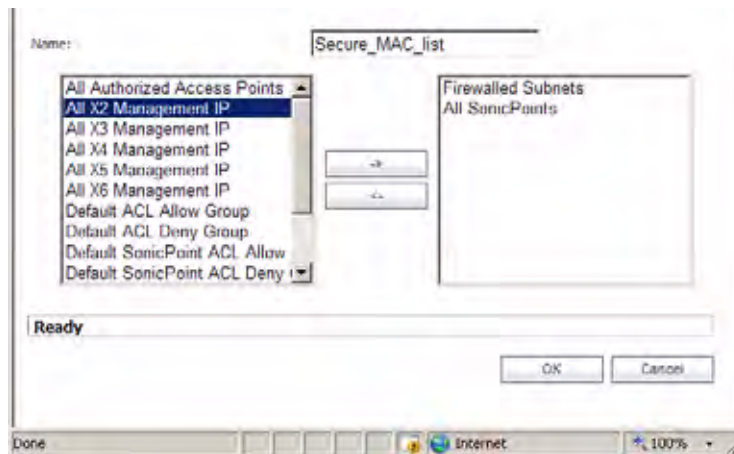 Name:
Secure_MAC_list
All Authorized Access Points
All X2 Management IP
All X3 Management IP
All X4 Management IP
All X5 Management IP
All X6 Management IP
Default ACL Allow Group
Default ACL Deny Group
Default SonicPoint ACL Allow
Default SonicPoint ACL Deny
Firewalled Subnets
All SonicPoints
->
<-
Ready
OK
Cancel
Done
Internet
100%